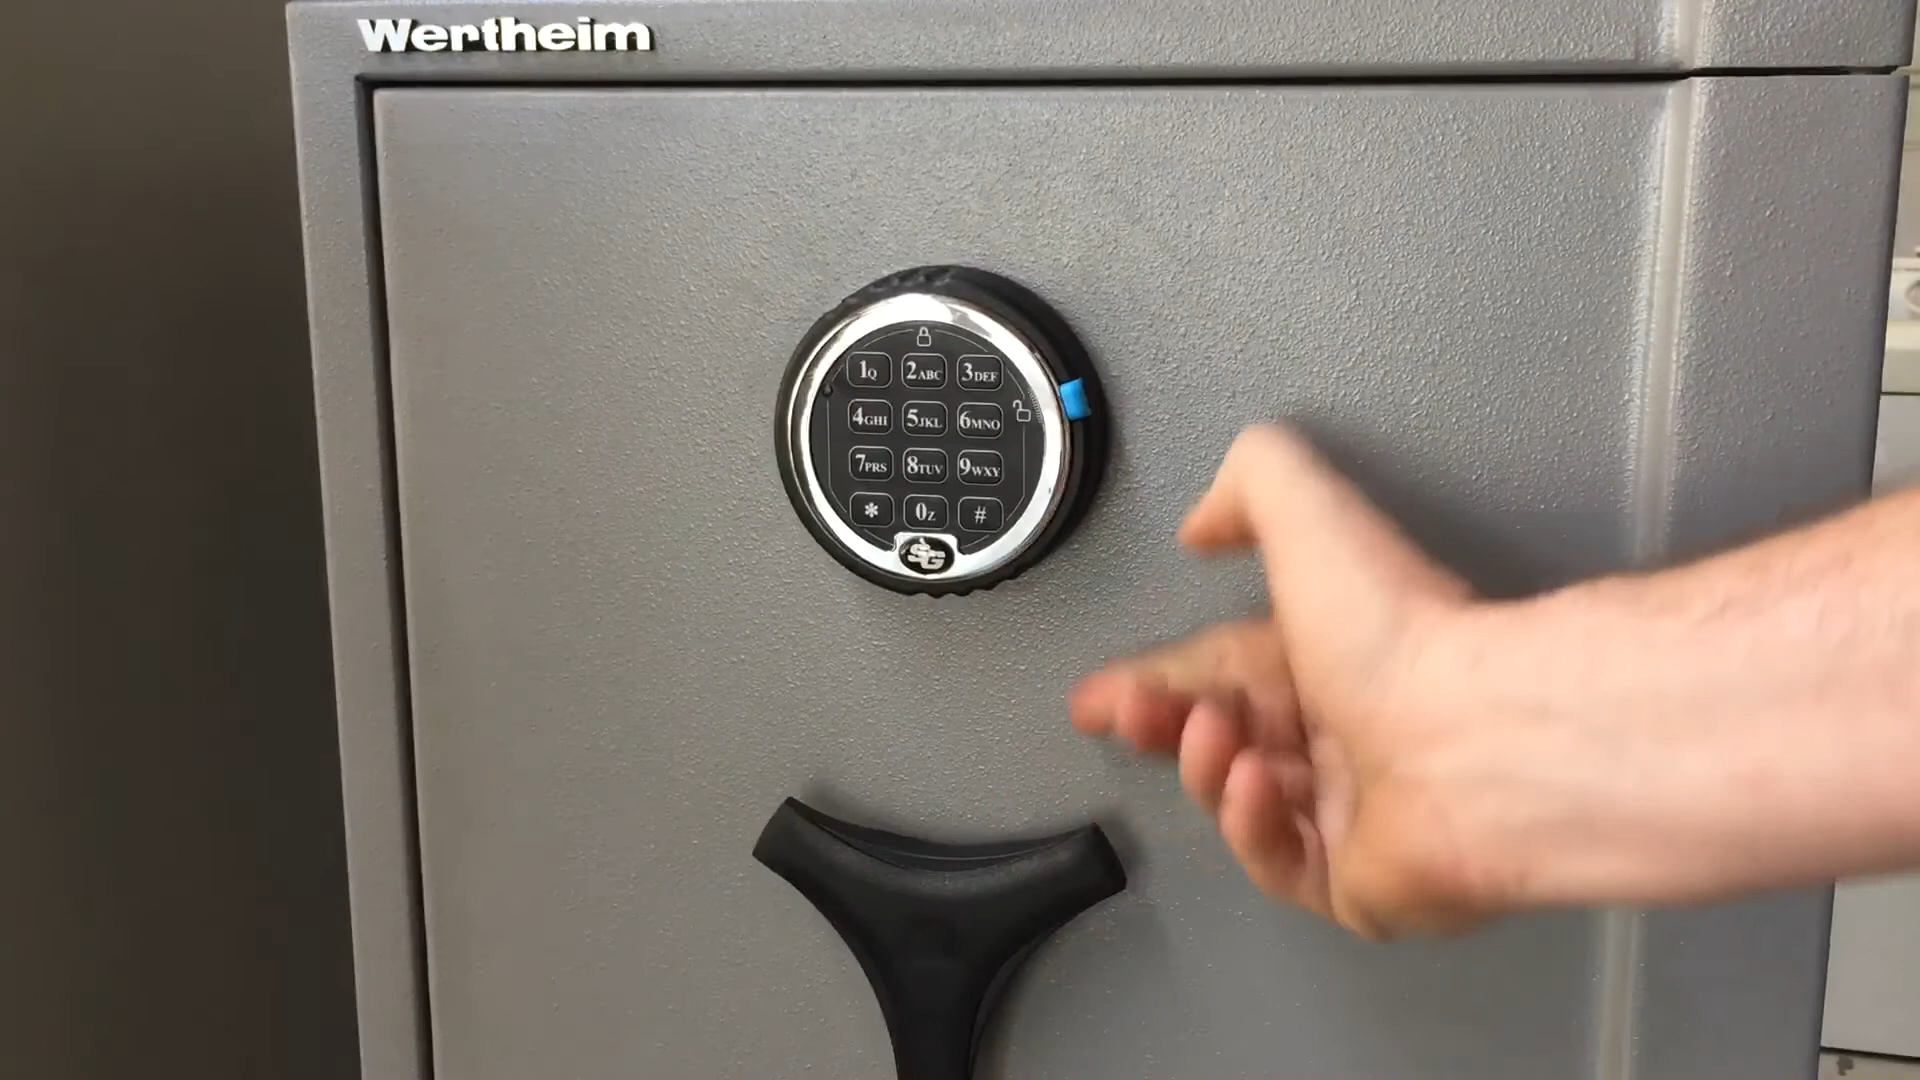 Wertheim
1Q 2ABC 3DEF
4GHI 5JKL 6MNO
7PRS 8TUV 9WXY
* 0Z #
SG